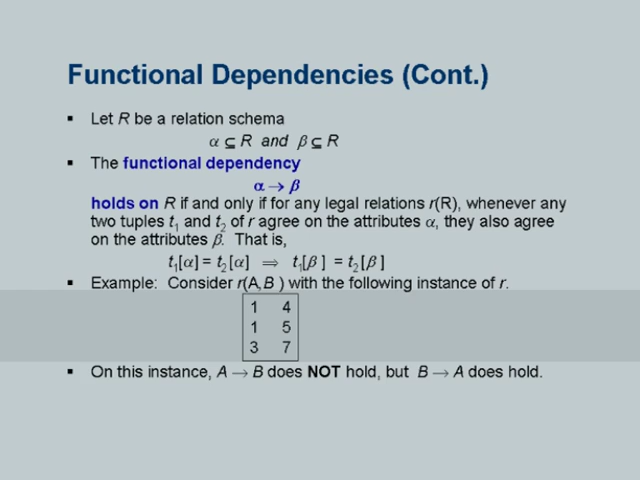 Functional Dependencies (Cont.)
▪ Let R be a relation schema
α ⊆ R and β ⊆ R
▪ The functional dependency
α → β
holds on R if and only if for any legal relations r(R), whenever any
two tuples t₁ and t₂ of r agree on the attributes α, they also agree
on the attributes β. That is,
t₁[α] = t₂[α] ⇒ t₁[β] = t₂[β]
▪ Example: Consider r(A,B) with the following instance of r.
1 4
1 5
3 7
▪ On this instance, A → B does NOT hold, but B → A does hold.